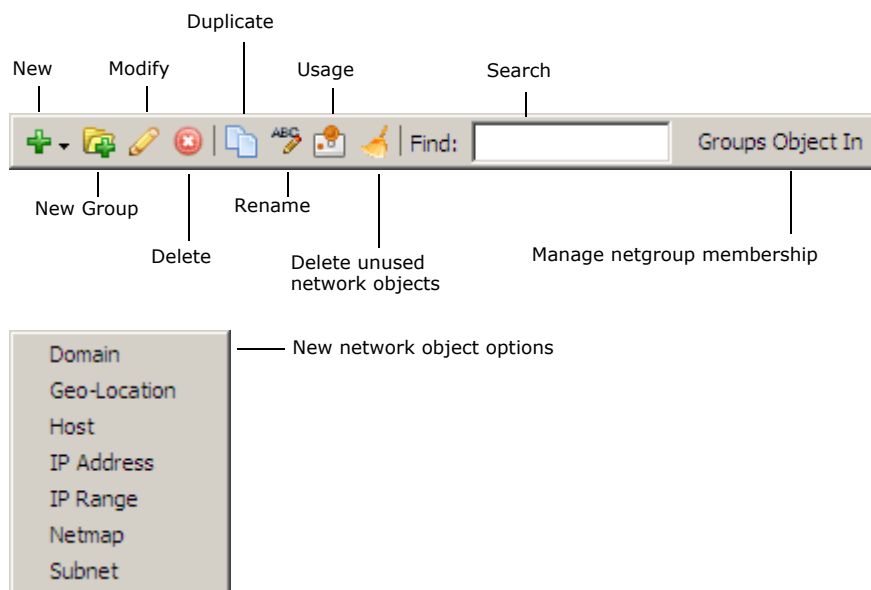 Duplicate
New
Modify
Usage
Search
ABC
Find:
Groups Object In
New Group
Rename
Delete
Delete unused
network objects
Manage netgroup membership
Domain
New network object options
Geo-Location
Host
IP Address
IP Range
Netmap
Subnet